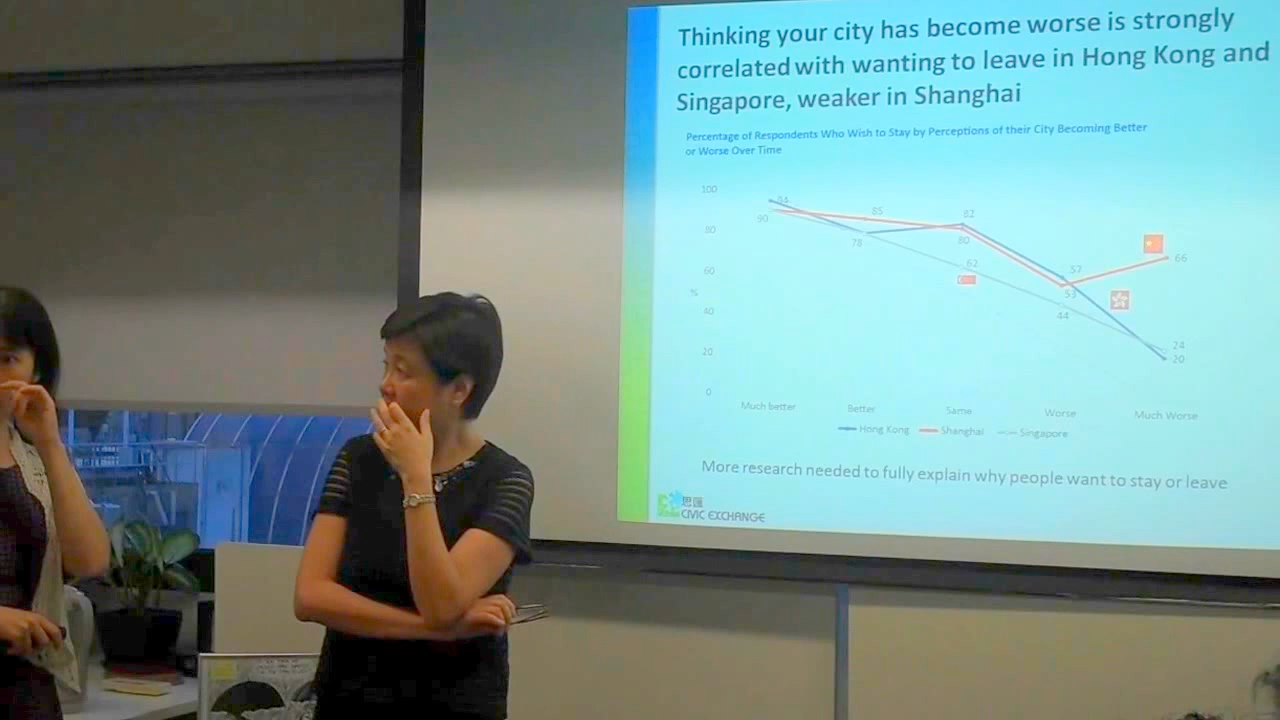 Thinking your city has become worse is strongly
correlated with wanting to leave in Hong Kong and
Singapore, weaker in Shanghai
Percentage of Respondents Who Wish to Stay by Perceptions of their City Becoming Better
or Worse Over Time
100
94
90
85
82
80
78
80
62
66
60
57
%
53
40
44
24
20
20
0
Much better Better Same Worse Much Worse
Hong Kong Shanghai Singapore
More research needed to fully explain why people want to stay or leave
思匯
CIVIC EXCHANGE